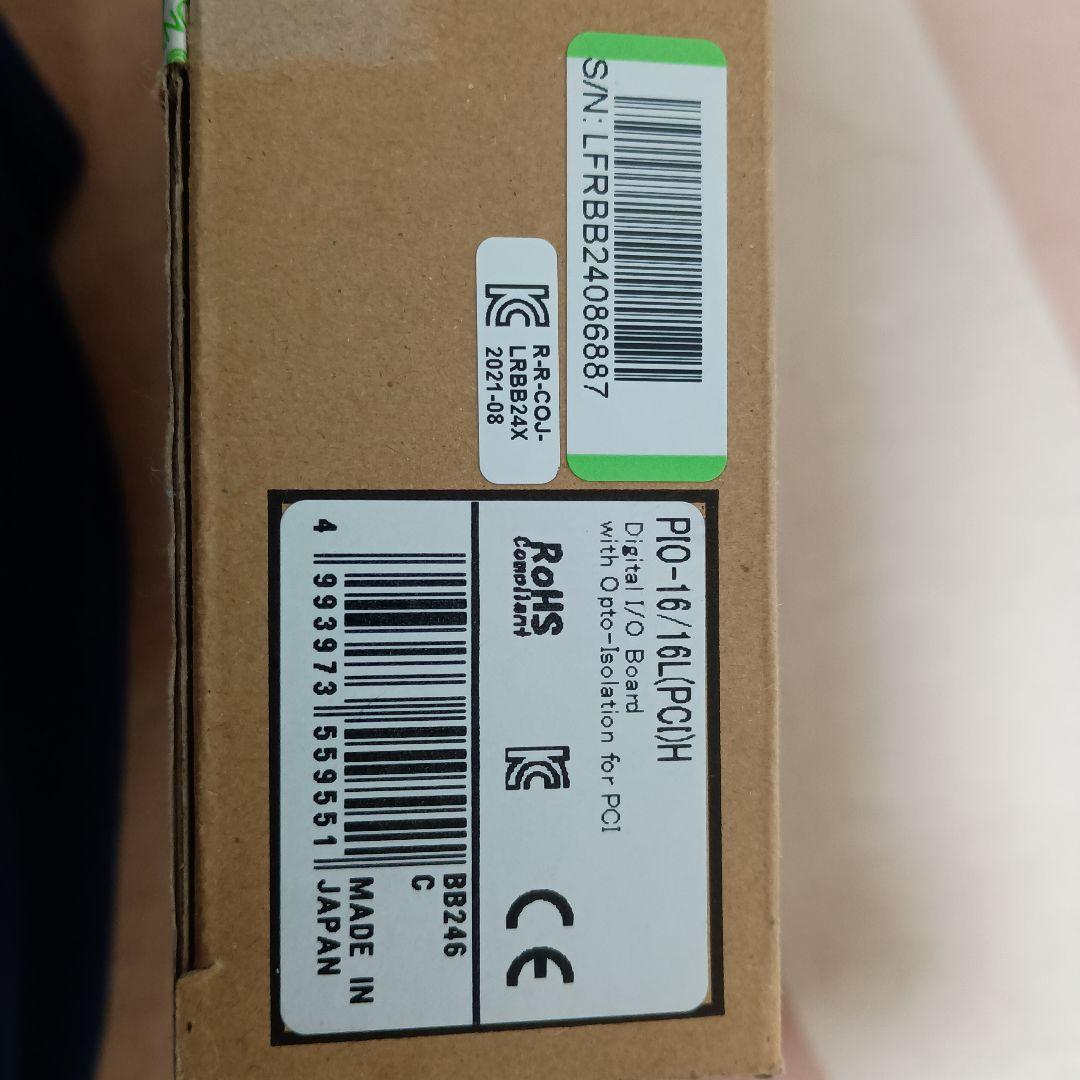 S/N: LFRBB24086887
R-R-COJ-
LRBB24X
2021-08
PIO-16/16L(PCI)H
Digital I/O Board
with Opto-Isolation for PCI
RoHS
Compliant
CE
BB246
C
4 993973 559551
MADE IN
JAPAN